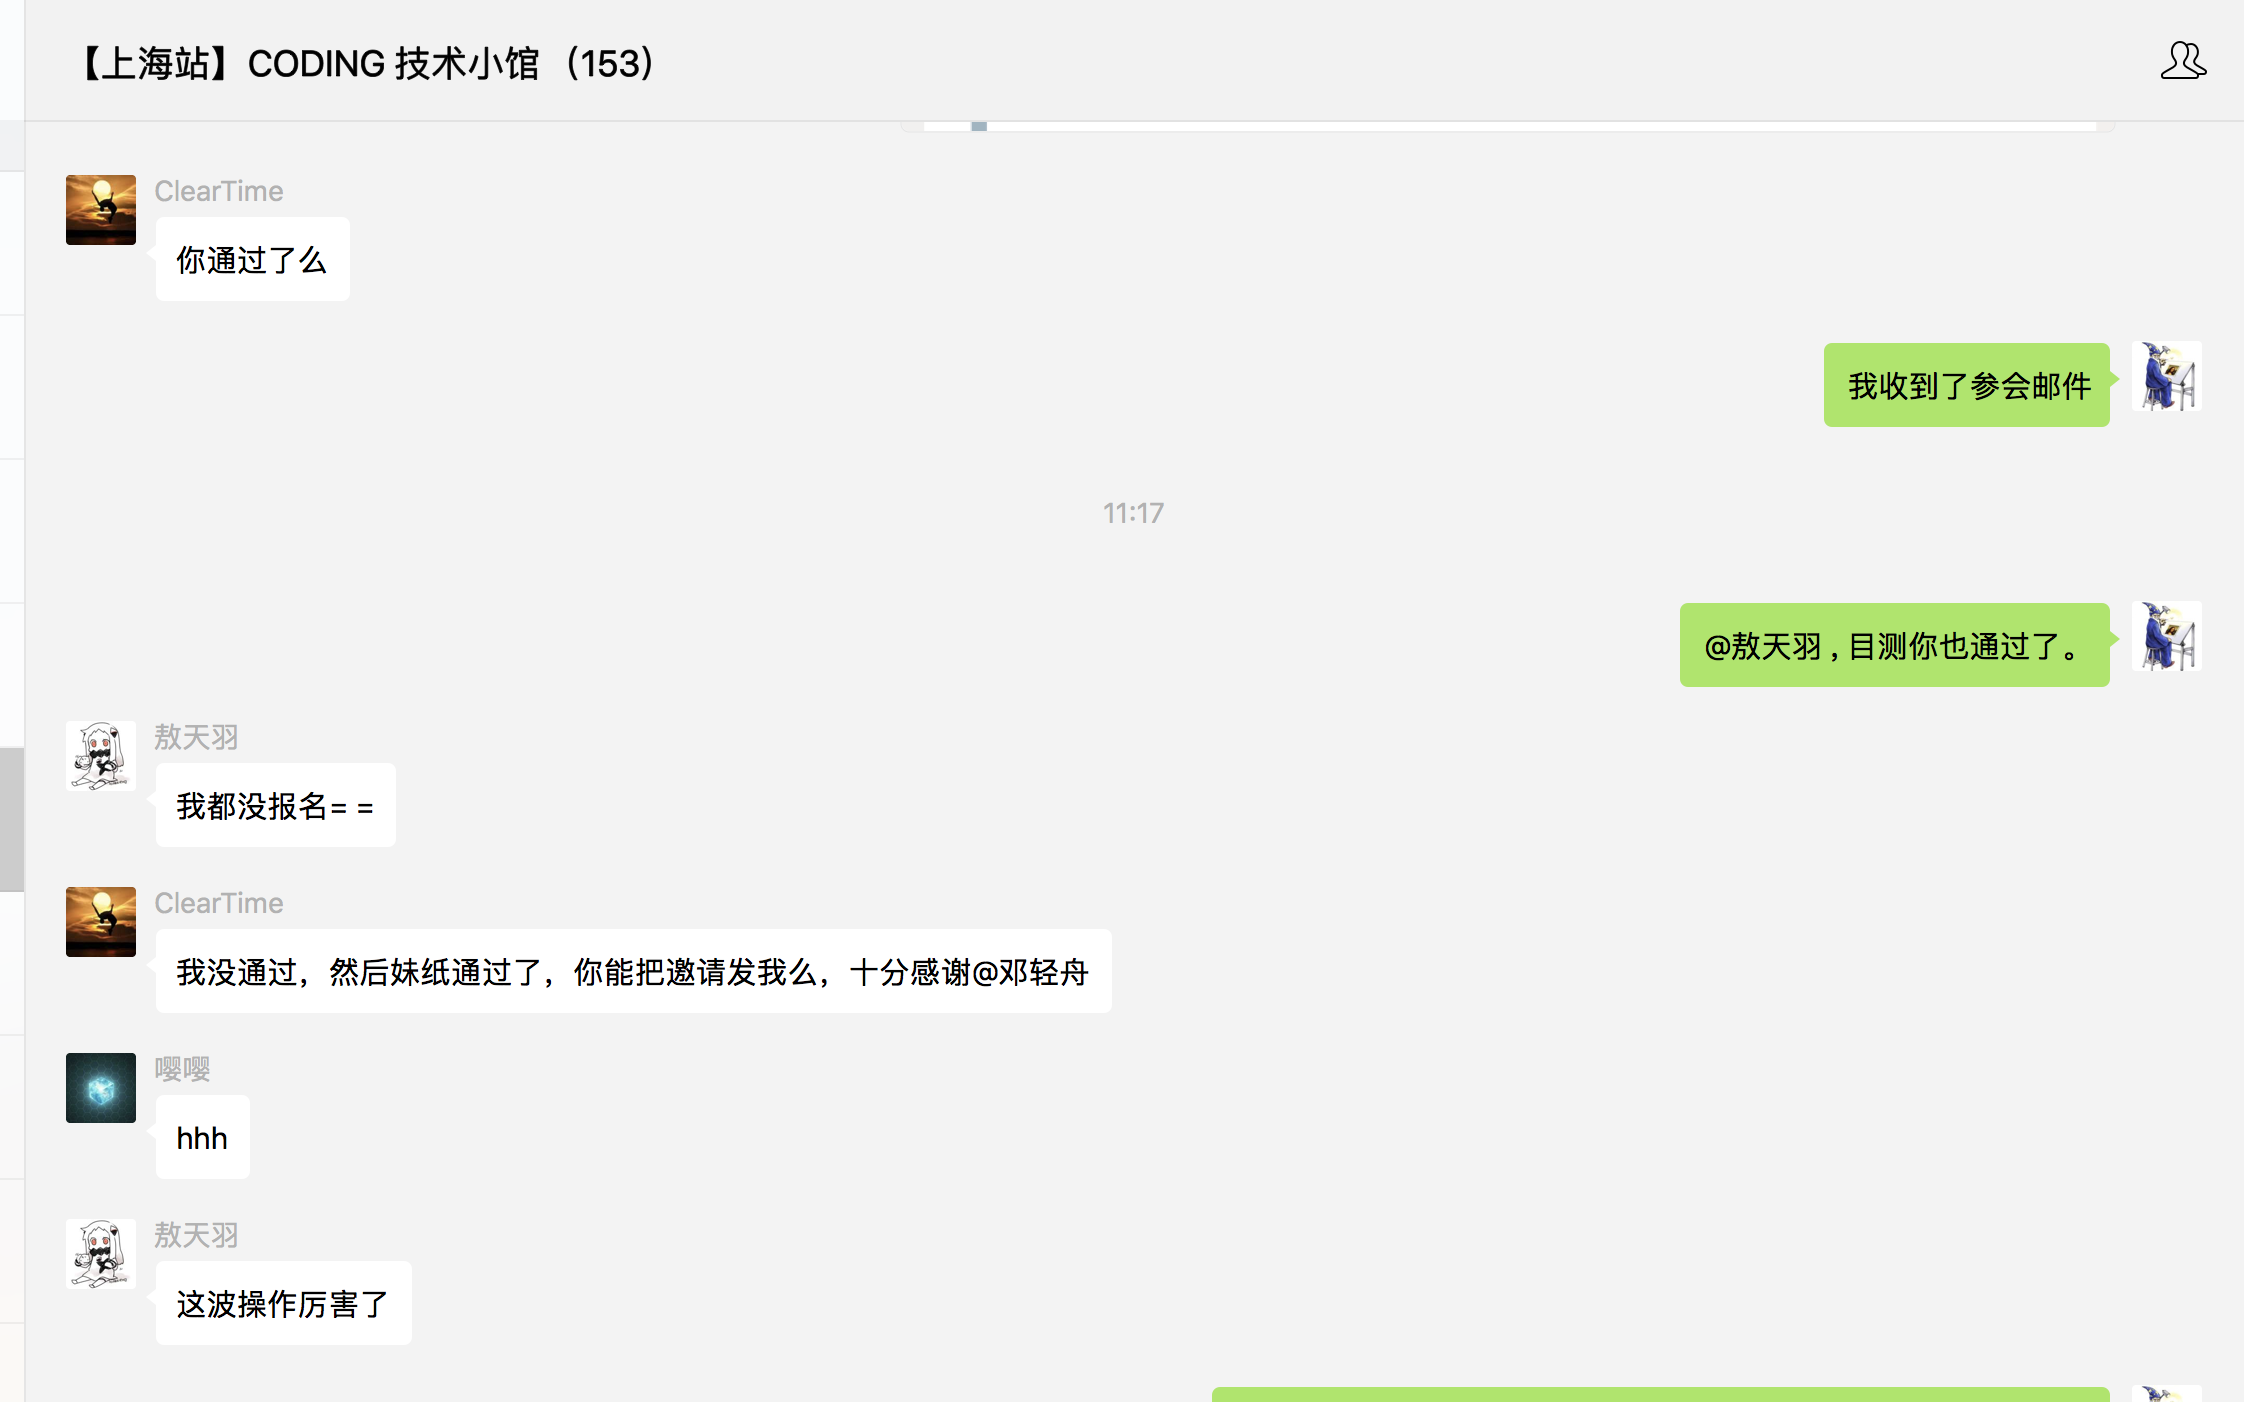 【上海站】CODING 技术小馆（153）
ClearTime
你通过了么
我收到了参会邮件
11:17
@敖天羽 , 目测你也通过了。
敖天羽
我都没报名= =
ClearTime
我没通过，然后妹纸通过了，你能把邀请发我么，十分感谢@邓轻舟
嘤嘤
hhh
敖天羽
这波操作厉害了